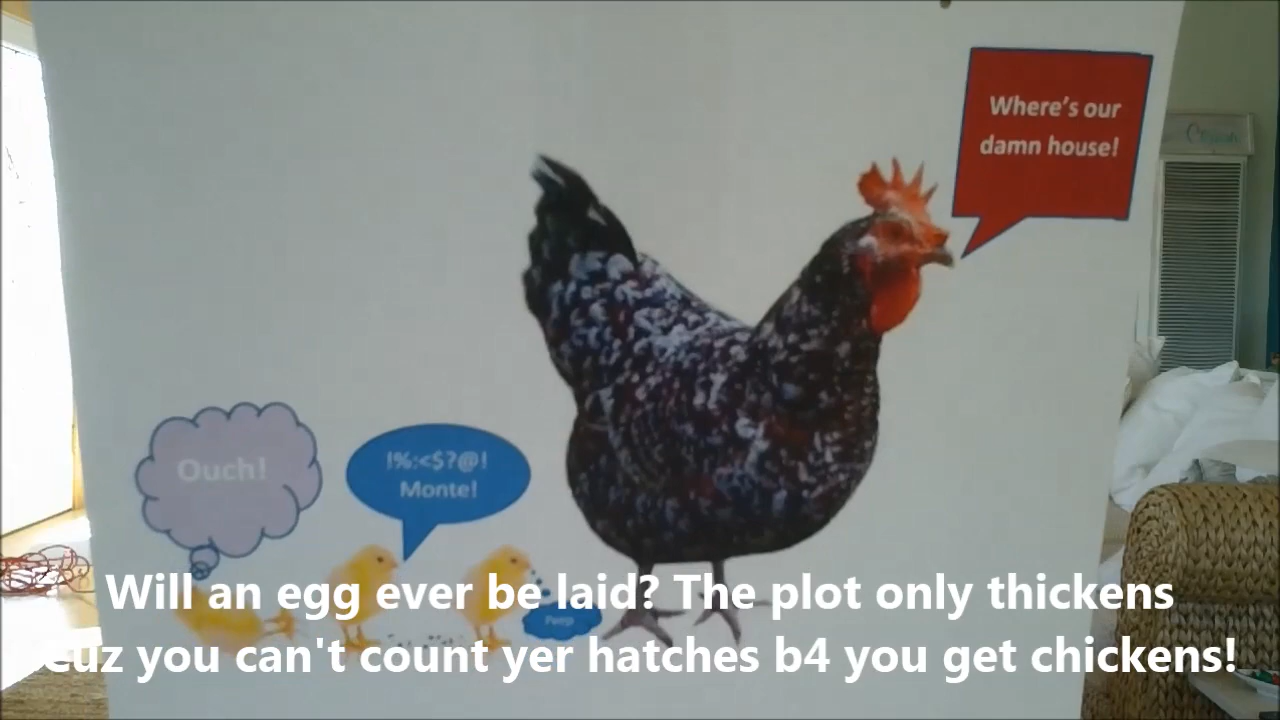 Where's our
damn house!
Ouch!
!%:<$?@!
Monte!
Will an egg ever be laid? The plot only thickens
Cuz you can't count yer hatches b4 you get chickens!